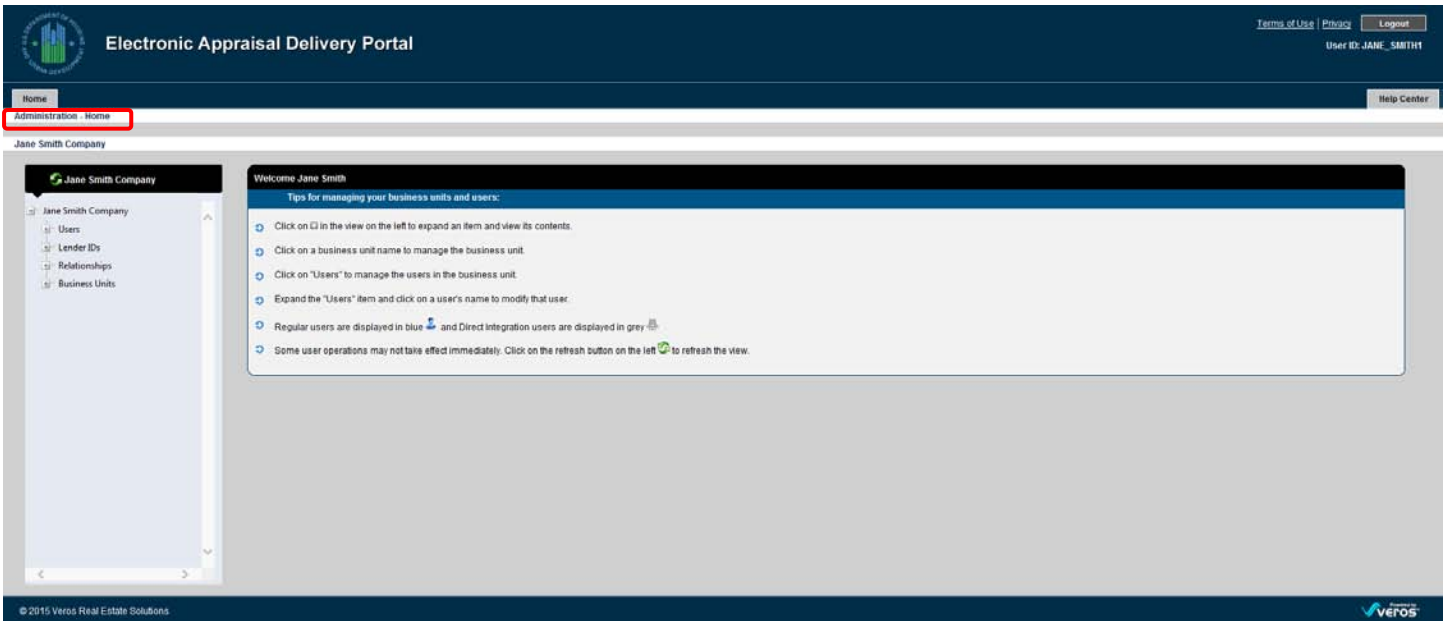 Terms of Use | Privacy Logout
Electronic Appraisal Delivery Portal
User ID: JANE_SMITH1
Home
Help Center
Administration - Home
Jane Smith Company
Jane Smith Company
Welcome Jane Smith
Tips for managing your business units and users:
Jane Smith Company
Users
Lender IDs
Relationships
Business Units
Click on in the view on the left to expand an item and view its contents.
Click on a business unit name to manage the business unit.
Click on "Users" to manage the users in the business unit.
Expand the "Users" item and click on a user's name to modify that user.
Regular users are displayed in blue and Direct integration users are displayed in grey
Some user operations may not take effect immediately. Click on the refresh button on the left to refresh the view.
© 2015 Veros Real Estate Solutions
Powered by
veros